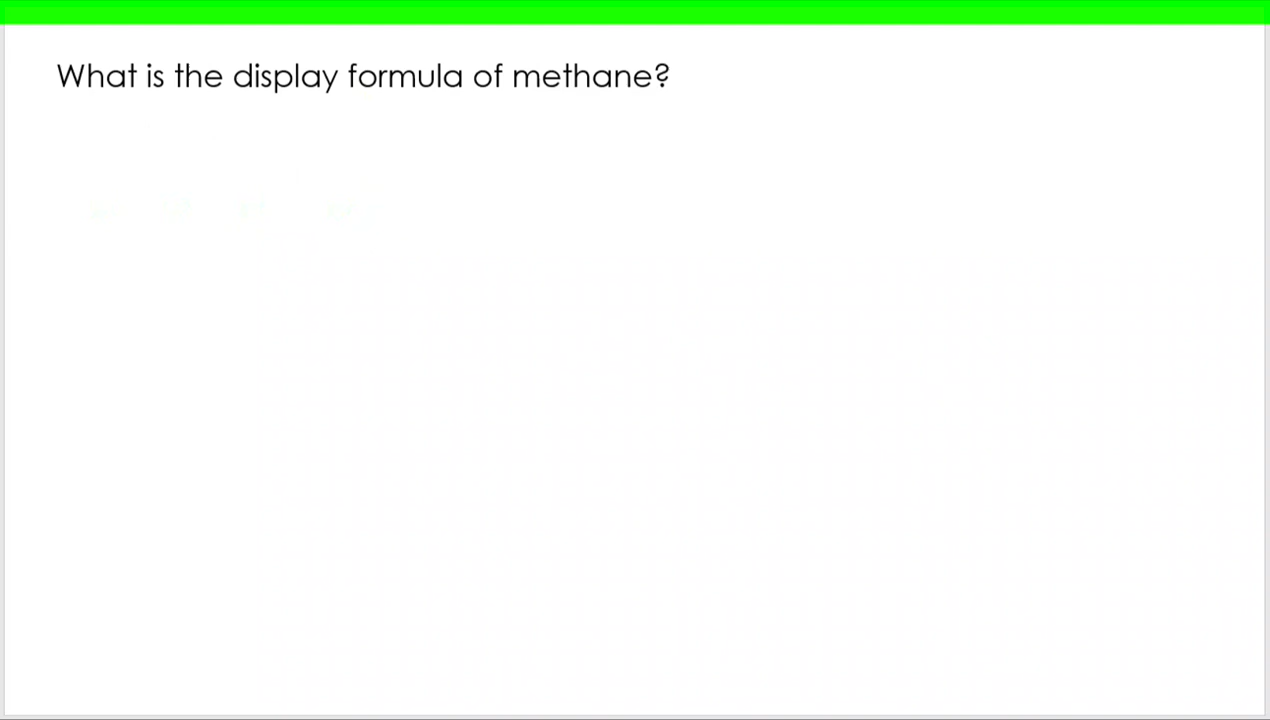 What is the display formula of methane?